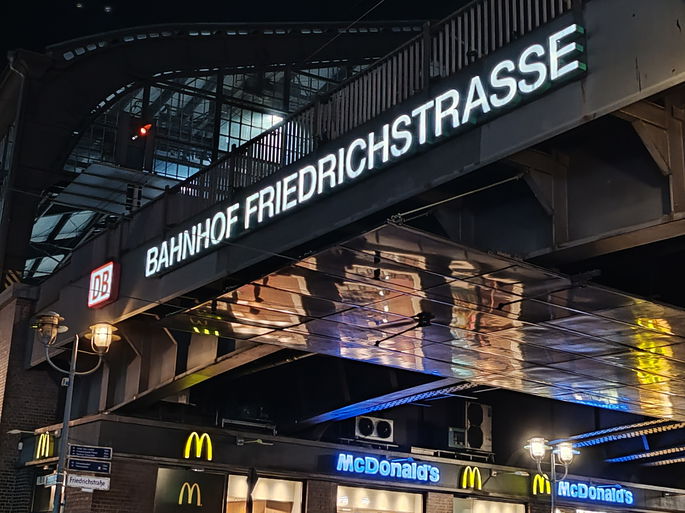 BAHNHOF FRIEDRICHSTRASSE
DB
McDonald's
McDonald's
Friedrichstraße